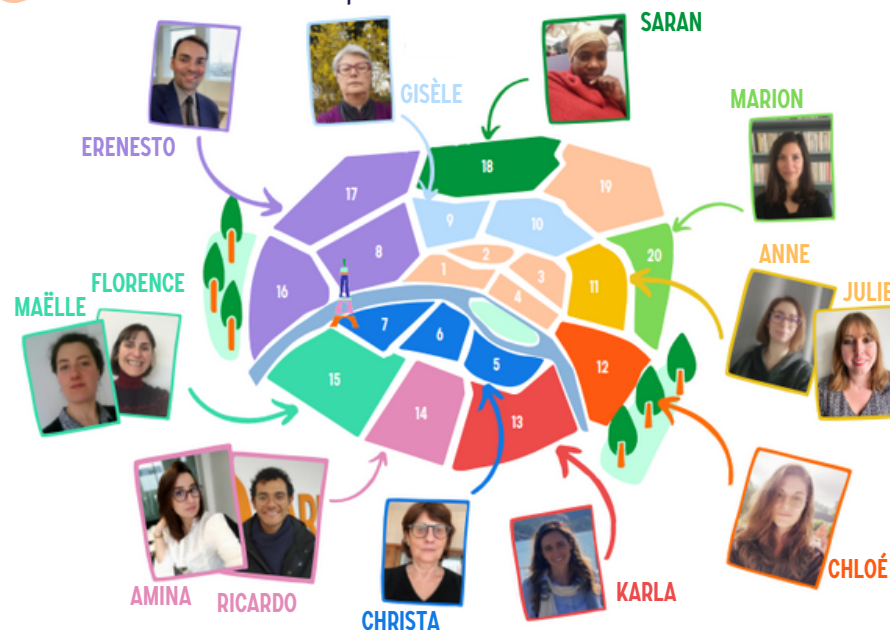 SARAN
GISÈLE
MARION
ERENESTO
18
17
19
9
10
20
8
2
ANNE
1
3
FLORENCE
16
11
4
JULIE
MAËLLE
7
6
5
12
15
14
13
AMINA
RICARDO
CHRISTA
KARLA
CHLOÉ